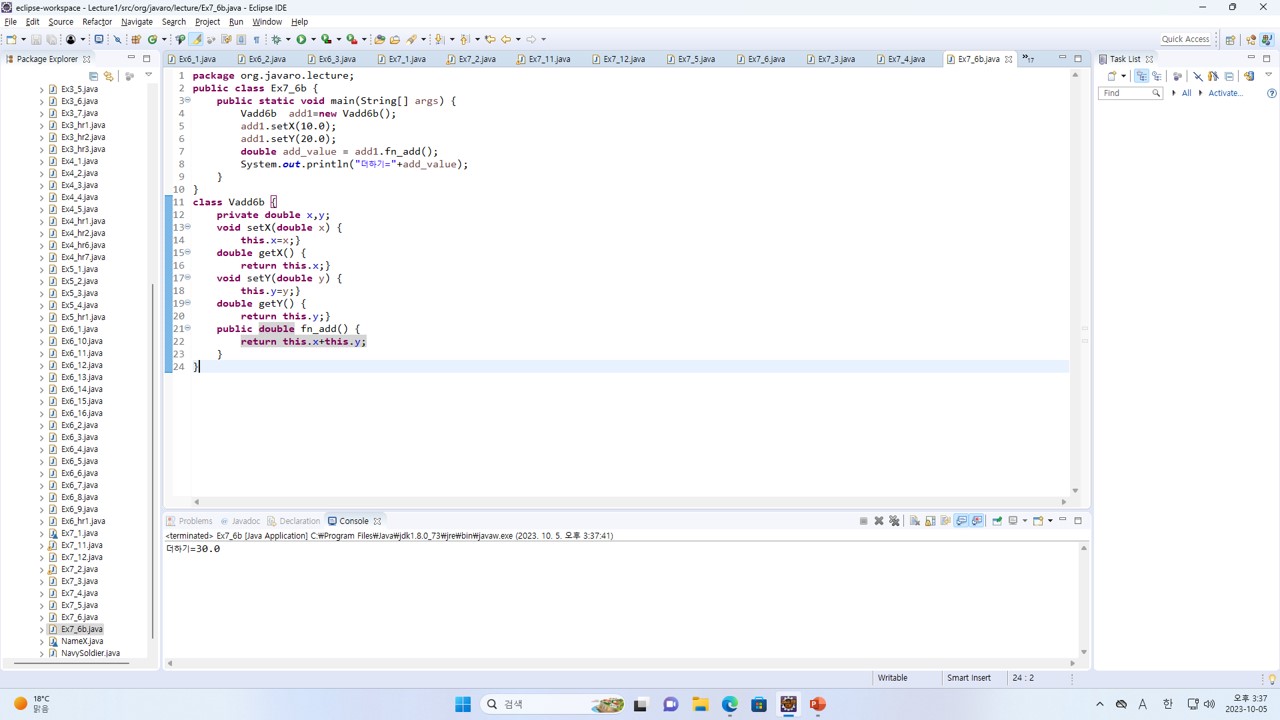 eclipse-workspace - Lecture1/src/org/javaro/lecture/Ex7_6b.java - Eclipse IDE
File Edit Source Refactor Navigate Search Project Run Window Help
Quick Access
Package Explorer
Ex6_1.java Ex6_2.java Ex6_3.java Ex7_1.java Ex7_2.java Ex7_11.java Ex7_12.java Ex7_5.java Ex7_6.java Ex7_3.java Ex7_4.java Ex7_6b.java »17
Task List
Find All Activate...
Ex3_5.java
Ex3_6.java
Ex3_7.java
Ex3_hr1.java
Ex3_hr2.java
Ex3_hr3.java
Ex4_1.java
Ex4_2.java
Ex4_3.java
Ex4_4.java
Ex4_5.java
Ex4_hr1.java
Ex4_hr2.java
Ex4_hr6.java
Ex4_hr7.java
Ex5_1.java
Ex5_2.java
Ex5_3.java
Ex5_4.java
Ex5_hr1.java
Ex6_1.java
Ex6_10.java
Ex6_11.java
Ex6_12.java
Ex6_13.java
Ex6_14.java
Ex6_15.java
Ex6_16.java
Ex6_2.java
Ex6_3.java
Ex6_4.java
Ex6_5.java
Ex6_6.java
Ex6_7.java
Ex6_8.java
Ex6_9.java
Ex6_hr1.java
Ex7_1.java
Ex7_11.java
Ex7_12.java
Ex7_2.java
Ex7_3.java
Ex7_4.java
Ex7_5.java
Ex7_6.java
Ex7_6b.java
NameX.java
NavySoldier.java
1 package org.javaro.lecture;
2 public class Ex7_6b {
3 public static void main(String[] args) {
4 Vadd6b  add1=new Vadd6b();
5 add1.setX(10.0);
6 add1.setY(20.0);
7 double add_value = add1.fn_add();
8 System.out.println("더하기="+add_value);
9 }
10 }
11 class Vadd6b {
12 private double x,y;
13 void setX(double x) {
14 this.x=x;}
15 double getX() {
16 return this.x;}
17 void setY(double y) {
18 this.y=y;}
19 double getY() {
20 return this.y;}
21 public double fn_add() {
22 return this.x+this.y;
23 }
24 }
Problems Javadoc Declaration Console
<terminated> Ex7_6b [Java Application] C:₩Program Files₩Java₩jdk1.8.0_73₩jre₩bin₩javaw.exe (2023. 10. 5. 오후 3:37:41)
더하기=30.0
Writable Smart Insert 24 : 2
18°C
맑음
검색
A 한
오후 3:37
2023-10-05